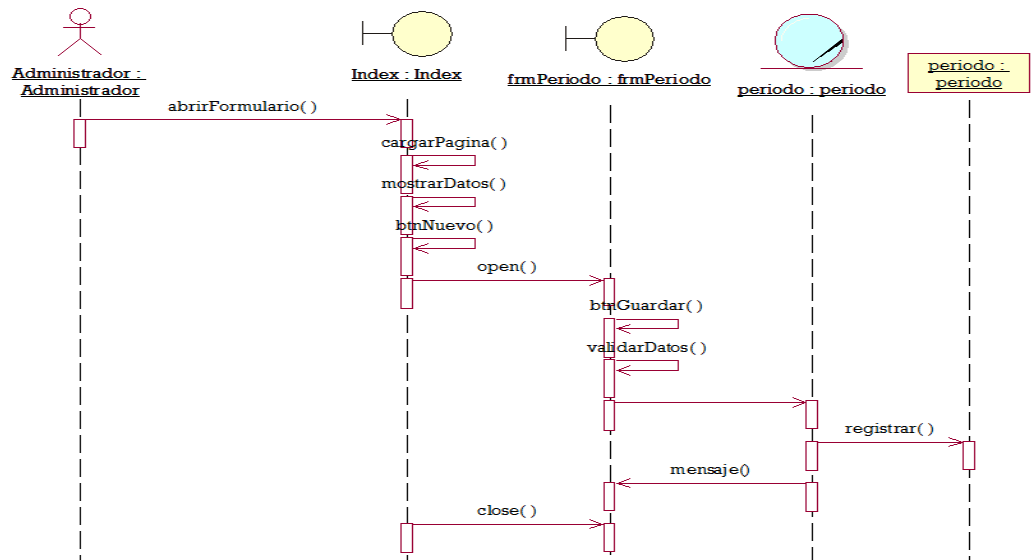 Administrador :
Administrador
Index : Index
frmPeriodo : frmPeriodo
periodo : periodo
periodo :
periodo
abrirFormulario( )
cargarPagina( )
mostrarDatos( )
btnNuevo( )
open( )
btnGuardar( )
validarDatos( )
registrar( )
mensaje()
close( )